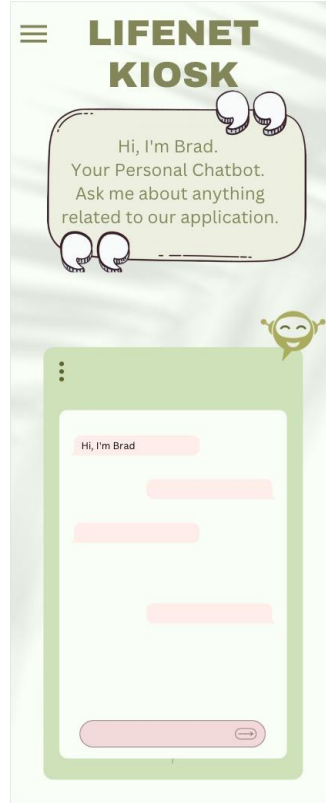 LIFENET
KIOSK
Hi, I'm Brad.
Your Personal Chatbot.
Ask me about anything
related to our application.
Hi, I'm Brad